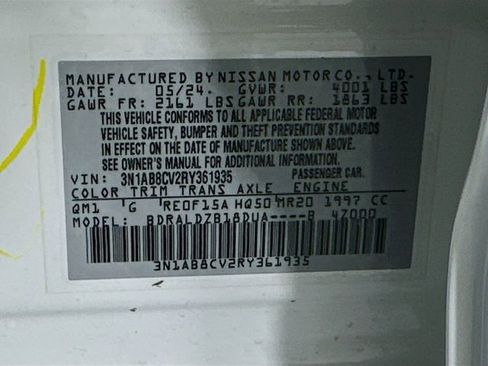 MANUFACTURED BY NISSAN MOTOR CO., LTD.
DATE: 05/24. GVWR: 4001 LBS
GAWR FR: 2161 LBS GAWR RR: 1863 LBS
THIS VEHICLE CONFORMS TO ALL APPLICABLE FEDERAL MOTOR
VEHICLE SAFETY, BUMPER AND THEFT PREVENTION STANDARDS
IN EFFECT ON THE DATE OF MANUFACTURE SHOWN ABOVE.
SEE OWNER'S MANUAL FOR ADDITIONAL INFORMATION.
VIN: 3N1AB8CV2RY361935 PASSENGER CAR.
COLOR TRIM TRANS AXLE ENGINE
QM1 G RE0F15A HQ50 MR20 1997 CC
MODEL: BDRALDZB18DUA----B 47000
3N1AB8CV2RY361935